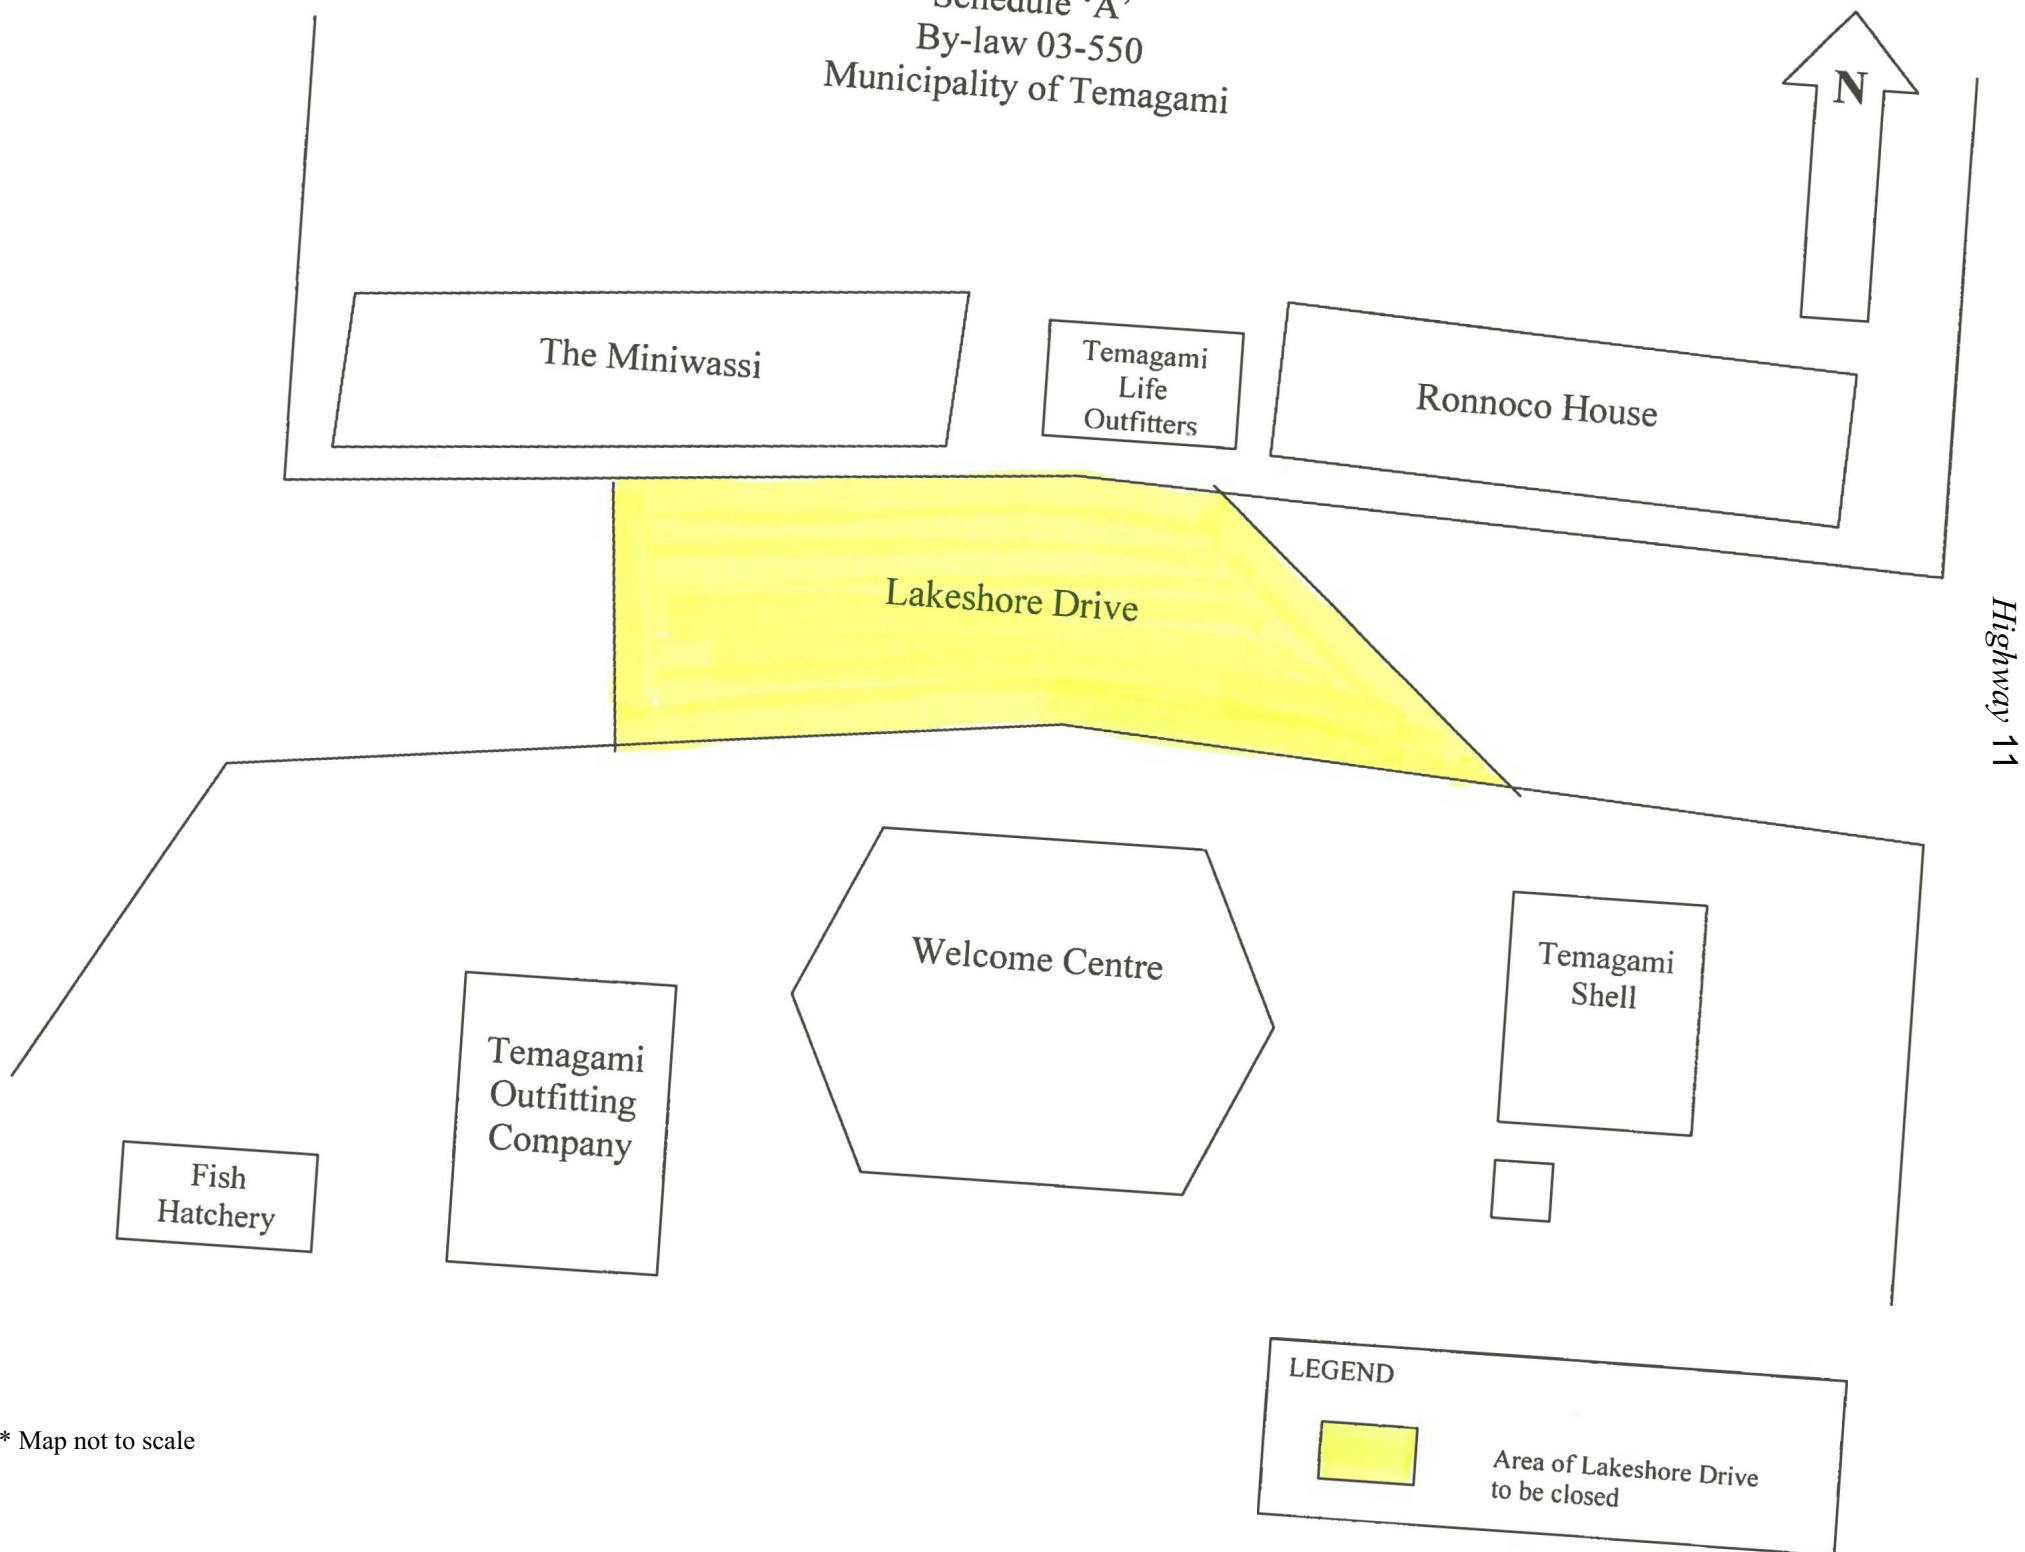 Schedule 'A'
By-law 03-550
Municipality of Temagami
N
The Miniwassi
Temagami
Life
Outfitters
Ronnoco House
Lakeshore Drive
Highway 11
Welcome Centre
Temagami
Shell
Temagami
Outfitting
Company
Fish
Hatchery
LEGEND
Area of Lakeshore Drive
to be closed
* Map not to scale